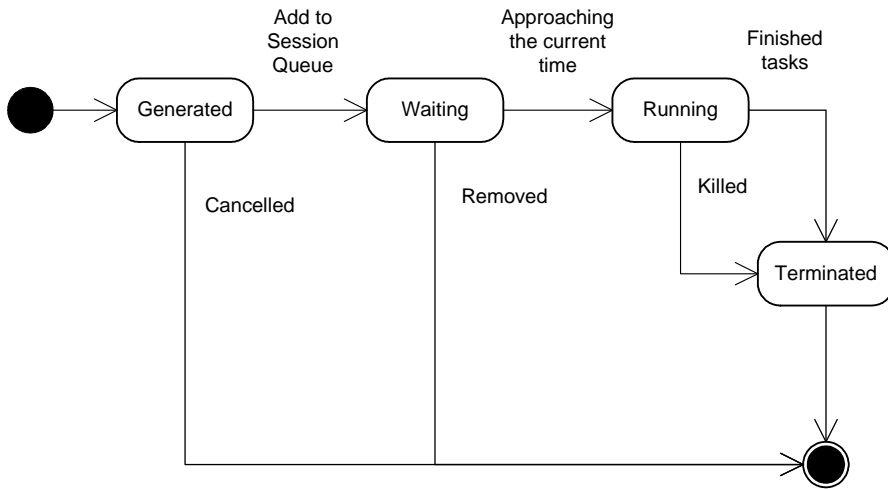 Add to
Session
Queue
Approaching
the current
time
Finished
tasks
Generated
Waiting
Running
Cancelled
Removed
Killed
Terminated